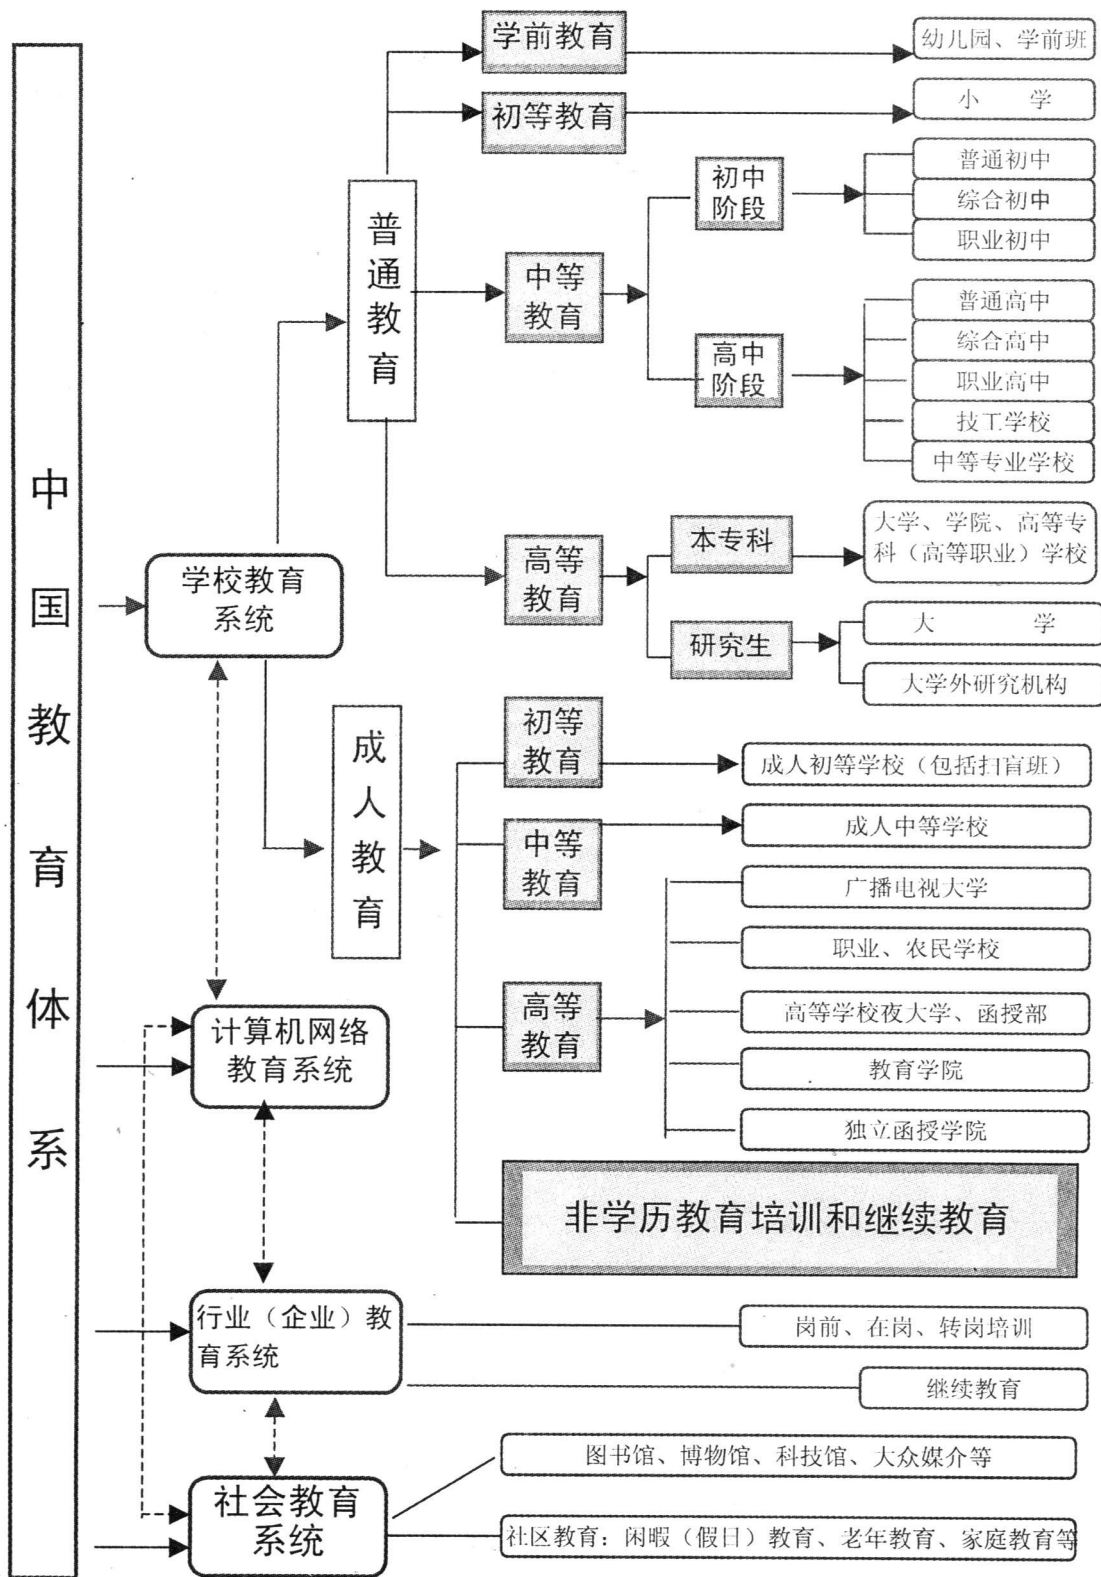 中国教育体系
学前教育
幼儿园、学前班
初等教育
小学
普通教育
初中
阶段
普通初中
综合初中
职业初中
中等
教育
高中
阶段
普通高中
综合高中
职业高中
技工学校
中等专业学校
学校教育
系统
高等
教育
本专科
大学、学院、高等专
科（高等职业）学校
研究生
大学
大学外研究机构
成人教育
初等
教育
成人初等学校（包括扫盲班）
中等
教育
成人中等学校
高等
教育
广播电视大学
职业、农民学校
高等学校夜大学、函授部
教育学院
独立函授学院
非学历教育培训和继续教育
计算机网络
教育系统
行业（企业）教
育系统
岗前、在岗、转岗培训
继续教育
社会教育
系统
图书馆、博物馆、科技馆、大众媒介等
社区教育：闲暇（假日）教育、老年教育、家庭教育等